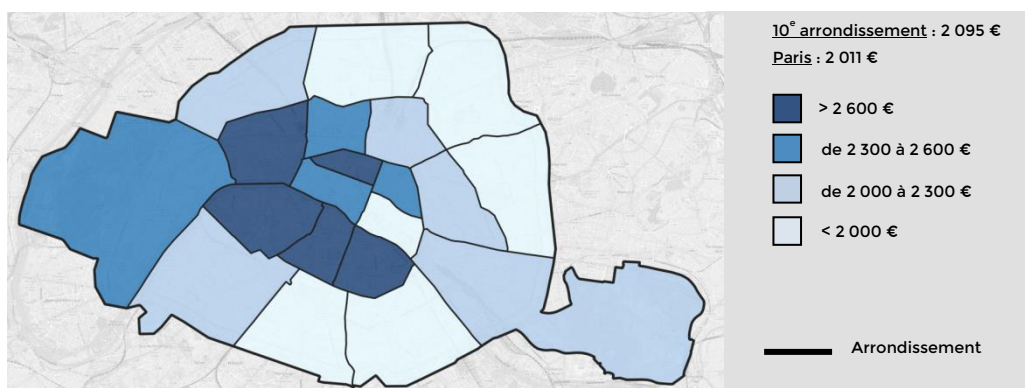 10e arrondissement : 2 095 €
Paris : 2 011 €
> 2 600 €
de 2 300 à 2 600 €
de 2 000 à 2 300 €
< 2 000 €
Arrondissement